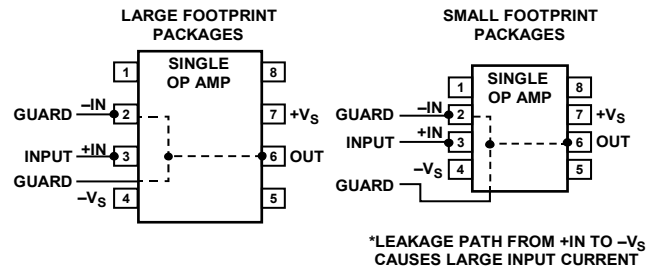 LARGE FOOTPRINT
PACKAGES
SINGLE
OP AMP
1
8
GUARD
–IN
2
7
+VS
INPUT
+IN
3
6
OUT
GUARD
–VS
4
5
SMALL FOOTPRINT
PACKAGES
SINGLE
OP AMP
1
8
GUARD
–IN
2
7
+VS
INPUT
+IN
3
6
OUT
–VS
4
5
GUARD
*LEAKAGE PATH FROM +IN TO –VS
CAUSES LARGE INPUT CURRENT